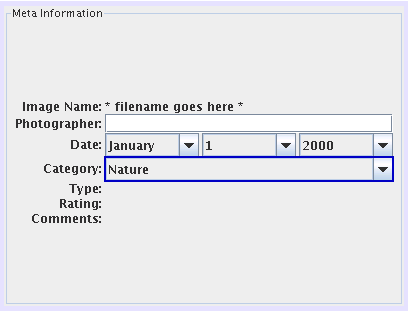 Meta Information
Image Name: * filename goes here *
Photographer:
Date: January 1 2000
Category: Nature
Type:
Rating:
Comments: